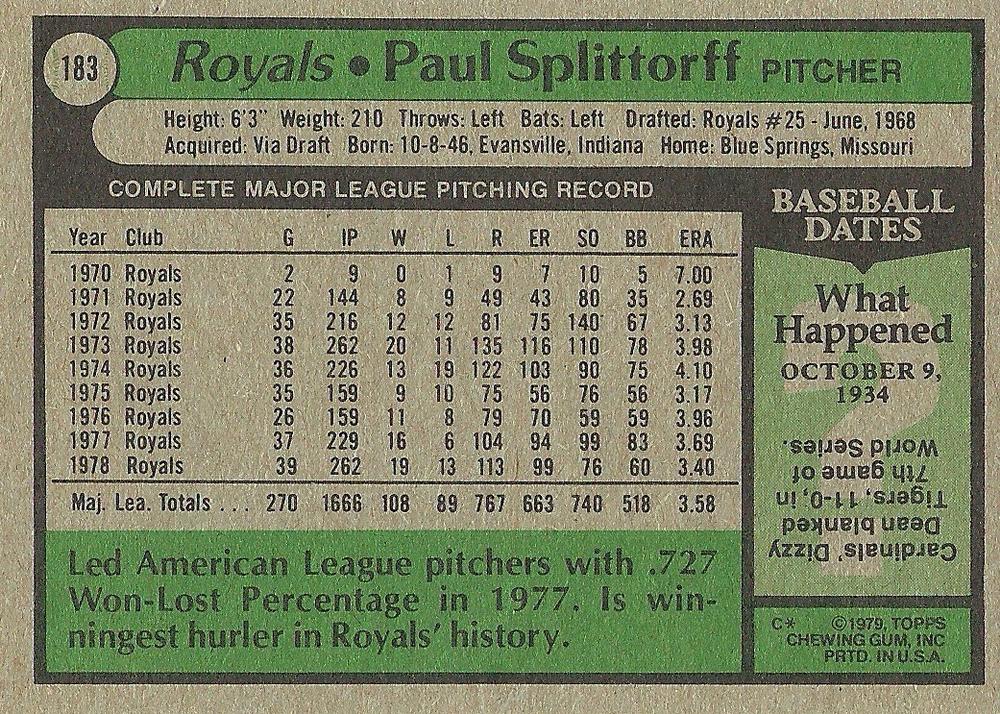 183
Royals • Paul Splittorff PITCHER
Height: 6'3" Weight: 210 Throws: Left Bats: Left Drafted: Royals #25 - June, 1968
Acquired: Via Draft Born: 10-8-46, Evansville, Indiana Home: Blue Springs, Missouri
COMPLETE MAJOR LEAGUE PITCHING RECORD
Year Club G IP W L R ER SO BB ERA
1970 Royals 2 9 0 1 9 7 10 5 7.00
1971 Royals 22 144 8 9 49 43 80 35 2.69
1972 Royals 35 216 12 12 81 75 140 67 3.13
1973 Royals 38 262 20 11 135 116 110 78 3.98
1974 Royals 36 226 13 19 122 103 90 75 4.10
1975 Royals 35 159 9 10 75 56 76 56 3.17
1976 Royals 26 159 11 8 79 70 59 59 3.96
1977 Royals 37 229 16 6 104 94 99 83 3.69
1978 Royals 39 262 19 13 113 99 76 60 3.40
Maj. Lea. Totals . . . 270 1666 108 89 767 663 740 518 3.58
Led American League pitchers with .727
Won-Lost Percentage in 1977. Is win-
ningest hurler in Royals' history.
BASEBALL
DATES
What
Happened
OCTOBER 9,
1934
Cardinals' Dizzy
Dean blanked
Tigers, 11-0, in
7th game of
World Series.
C* ©1979, TOPPS
CHEWING GUM, INC
PRTD. IN U.S.A.